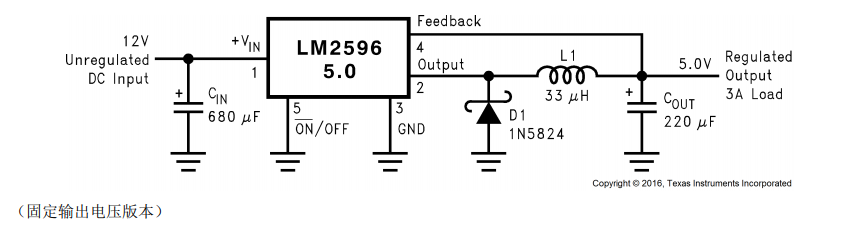 Feedback
12V
Unregulated
DC Input
+VIN
1
LM2596
5.0
4
Output
2
L1
33 μH
5.0V
Regulated
Output
3A Load
+
CIN
680 μF
5
ON/OFF
3
GND
D1
1N5824
+
COUT
220 μF
Copyright © 2016, Texas Instruments Incorporated
（固定输出电压版本）